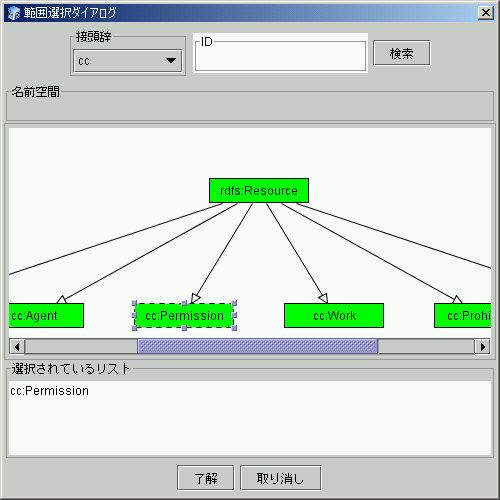 範囲選択ダイアログ
接頭辞
ID
cc
検索
名前空間
rdfs:Resource
cc:Agent
cc:Permission
cc:Work
cc:Prohi
選択されているリスト
cc:Permission
了解
取り消し